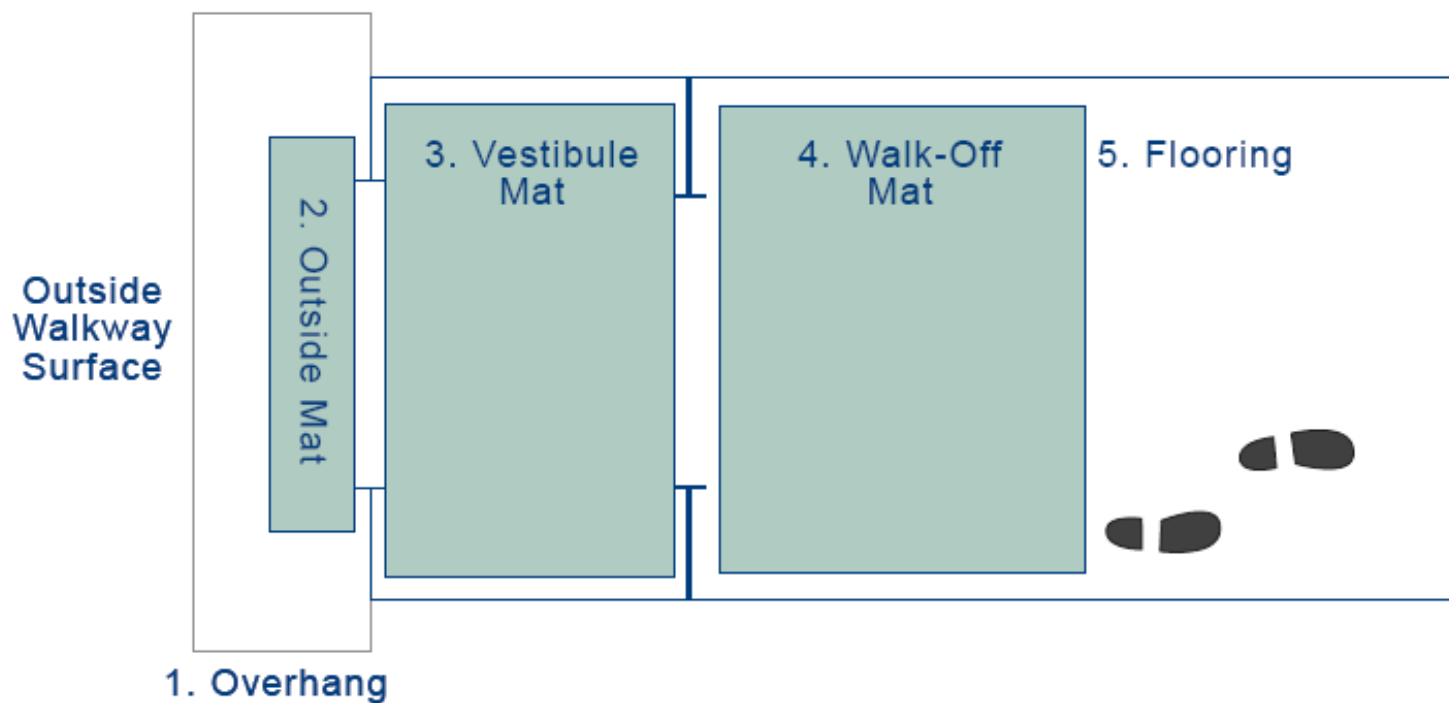 Outside
Walkway
Surface
1. Overhang
2. Outside Mat
3. Vestibule
Mat
4. Walk-Off
Mat
5. Flooring